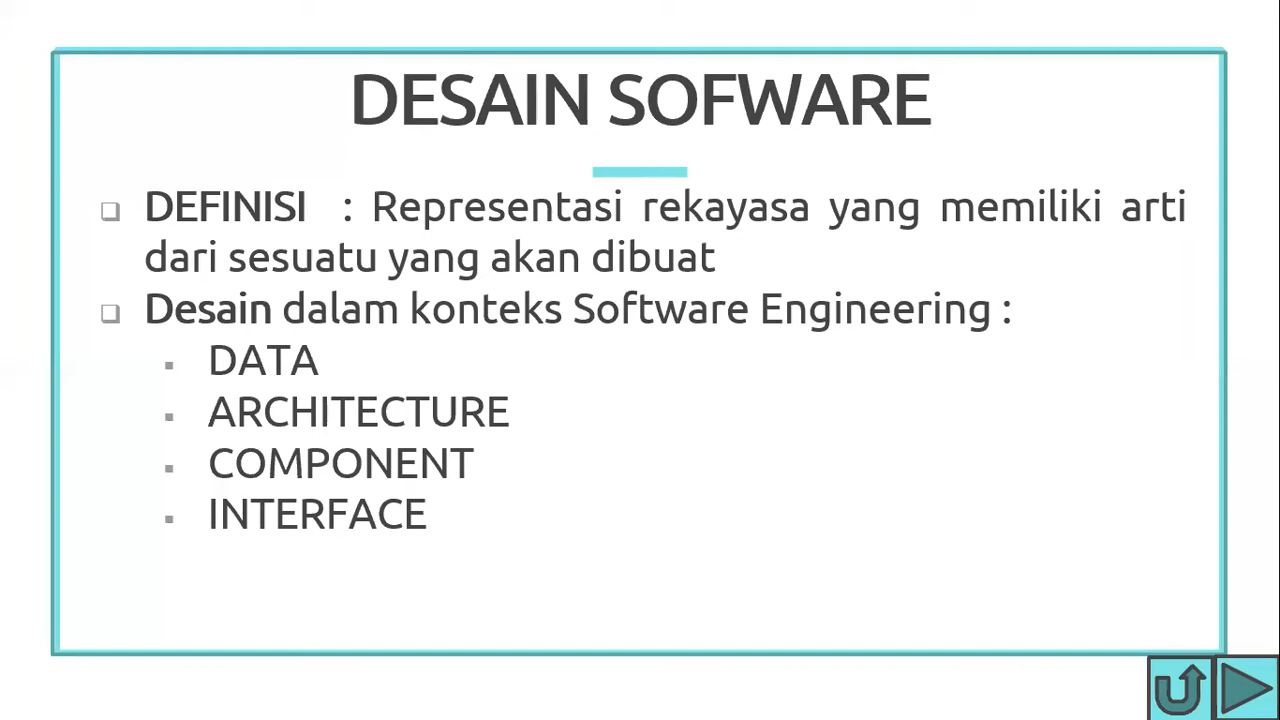 DESAIN SOFWARE
DEFINISI : Representasi rekayasa yang memiliki arti
dari sesuatu yang akan dibuat
Desain dalam konteks Software Engineering :
DATA
ARCHITECTURE
COMPONENT
INTERFACE